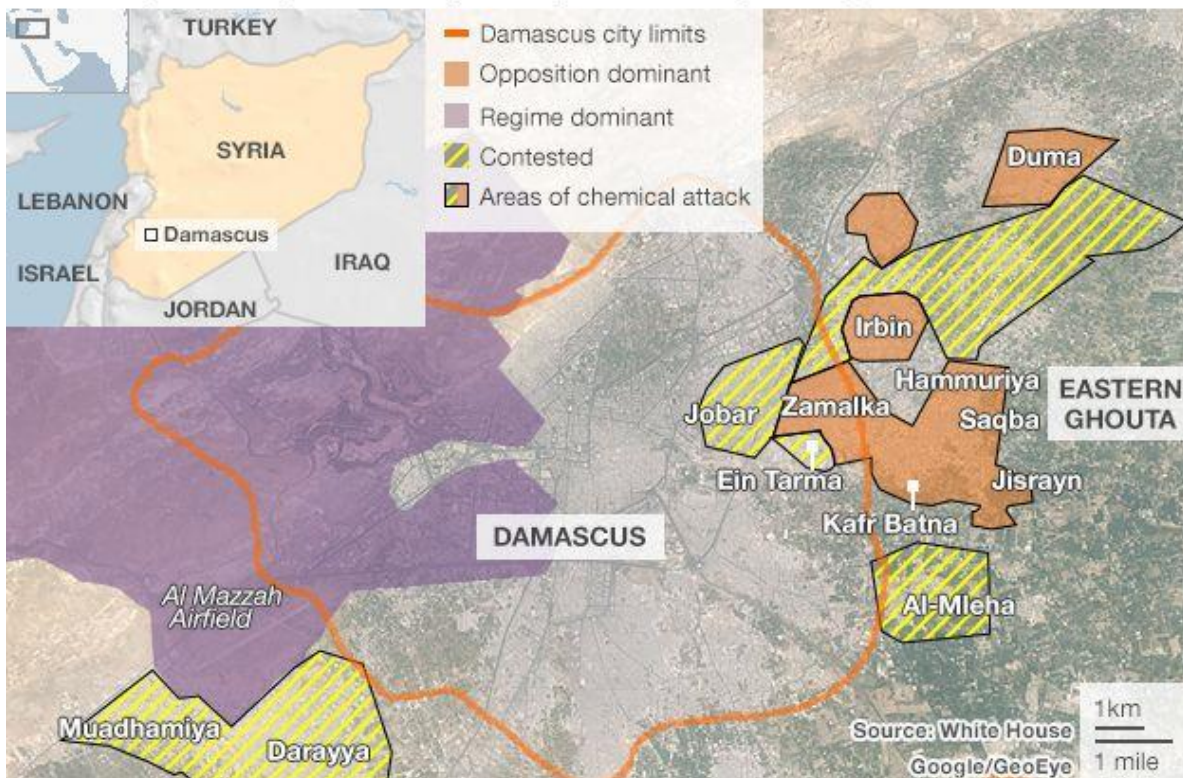 TURKEY
SYRIA
LEBANON
Damascus
ISRAEL
IRAQ
JORDAN
Damascus city limits
Opposition dominant
Regime dominant
Contested
Areas of chemical attack
Duma
Irbin
Hammuriya
EASTERN
GHOUTA
Zamalka
Jobar
Saqba
Ein Tarma
Jisrayn
Kafr Batna
DAMASCUS
Al Mazzah
Airfield
Al-Mleha
Muadhamiya
Darayya
Source: White House
Google/GeoEye
1km
1 mile